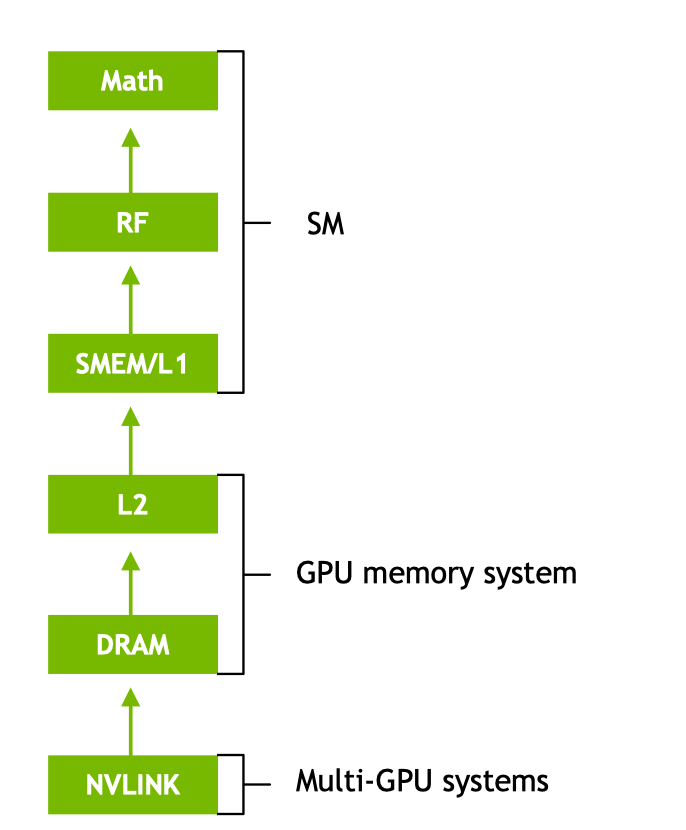 Math
RF
SM
SMEM/L1
L2
GPU memory system
DRAM
NVLINK
Multi-GPU systems